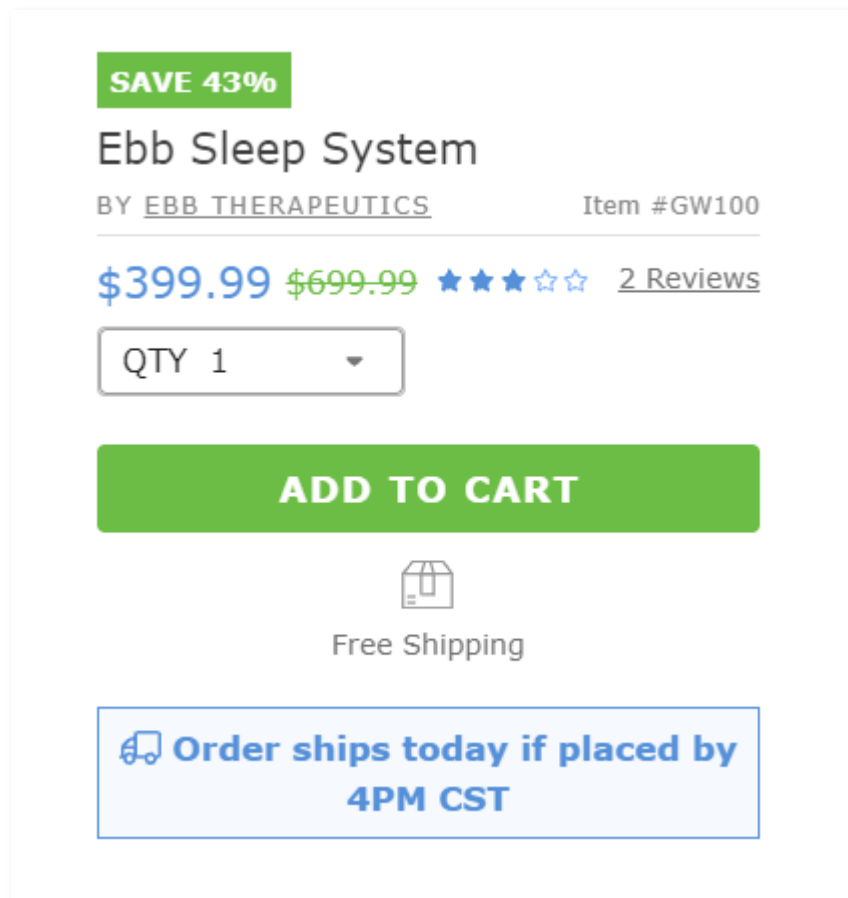 SAVE 43%
Ebb Sleep System
BY EBB THERAPEUTICS Item #GW100
$399.99 $699.99 2 Reviews
QTY 1
ADD TO CART
Free Shipping
Order ships today if placed by
4PM CST